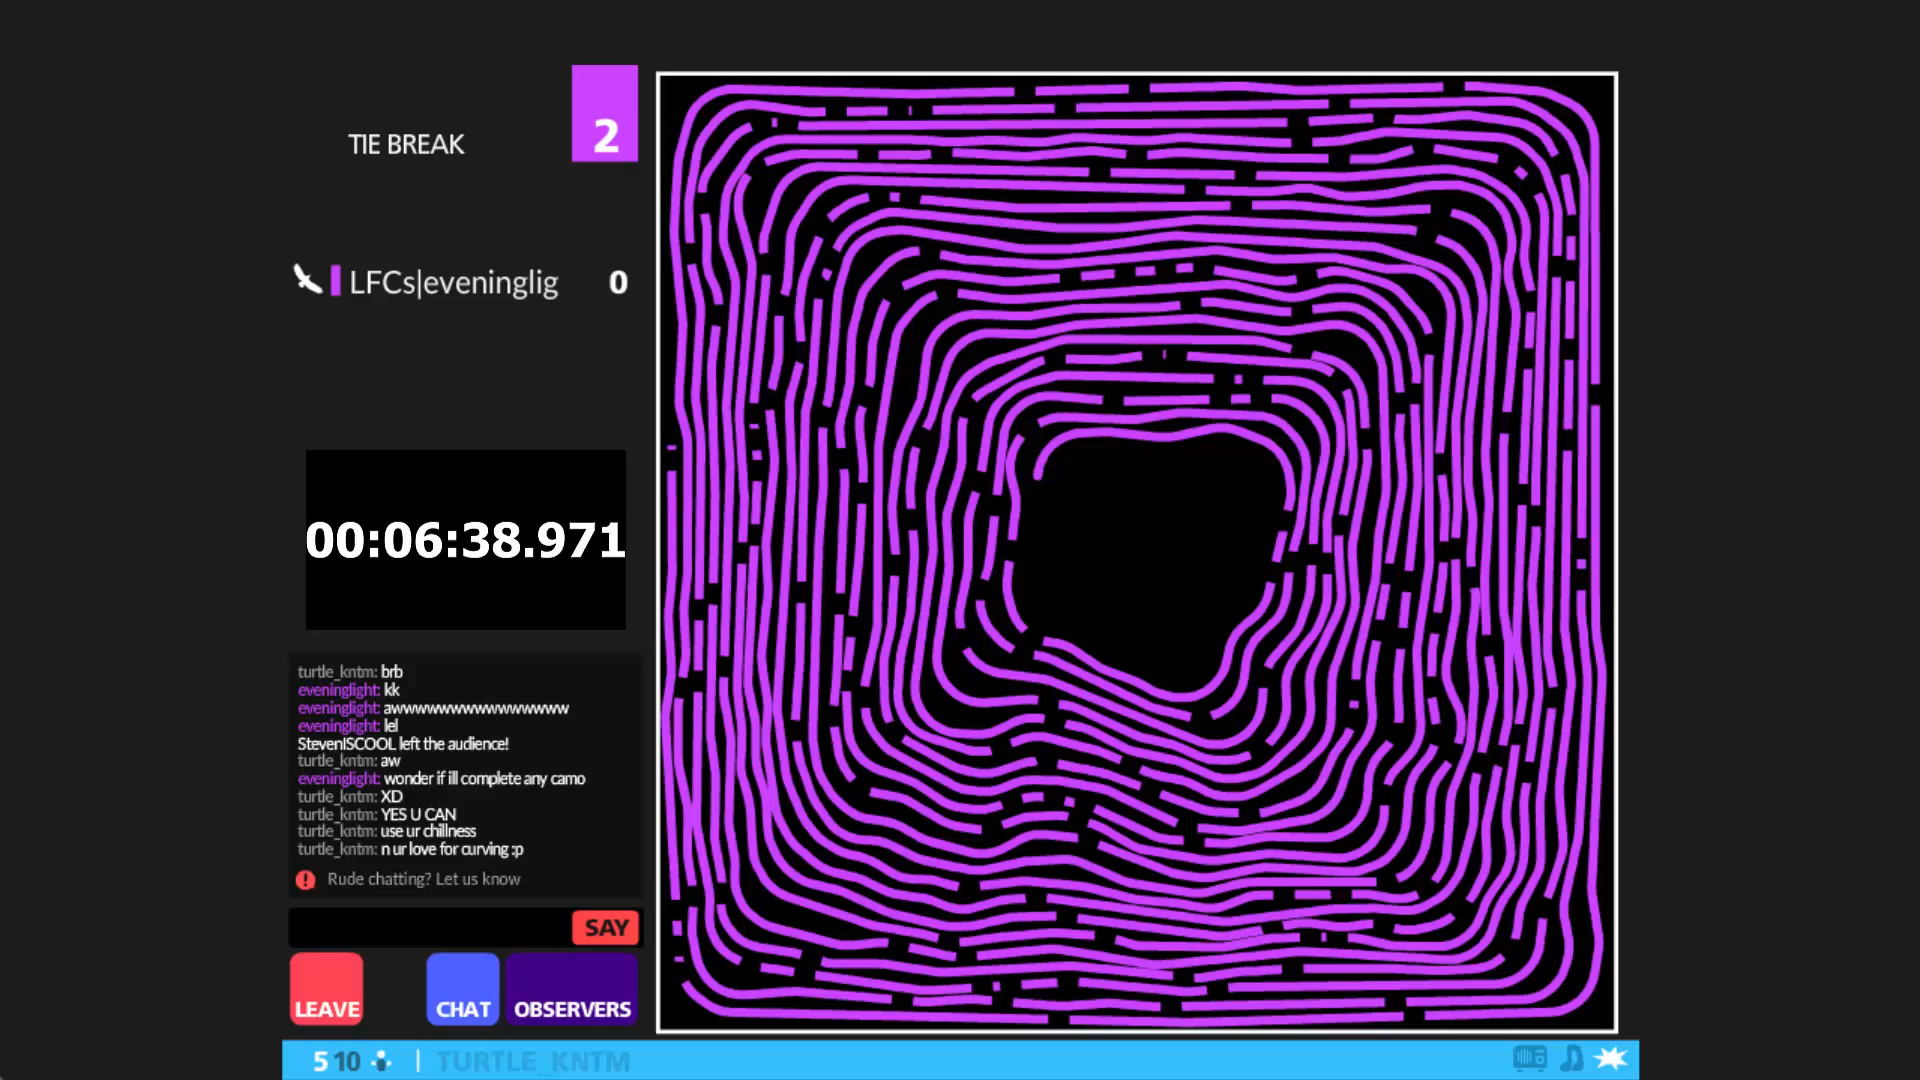 2
TIE BREAK
LFCs|eveninglig 0
00:06:38.971
turtle_kntm: brb
eveninglight: kk
eveninglight: awwwwwwwwwwwwwwww
eveninglight: lel
StevenISCOOL left the audience!
turtle_kntm: aw
eveninglight: wonder if ill complete any camo
turtle_kntm: XD
turtle_kntm: YES U CAN
turtle_kntm: use ur chillness
turtle_kntm: n ur love for curving :p
Rude chatting? Let us know
SAY
LEAVE CHAT OBSERVERS
5 10 | TURTLE_KNTM